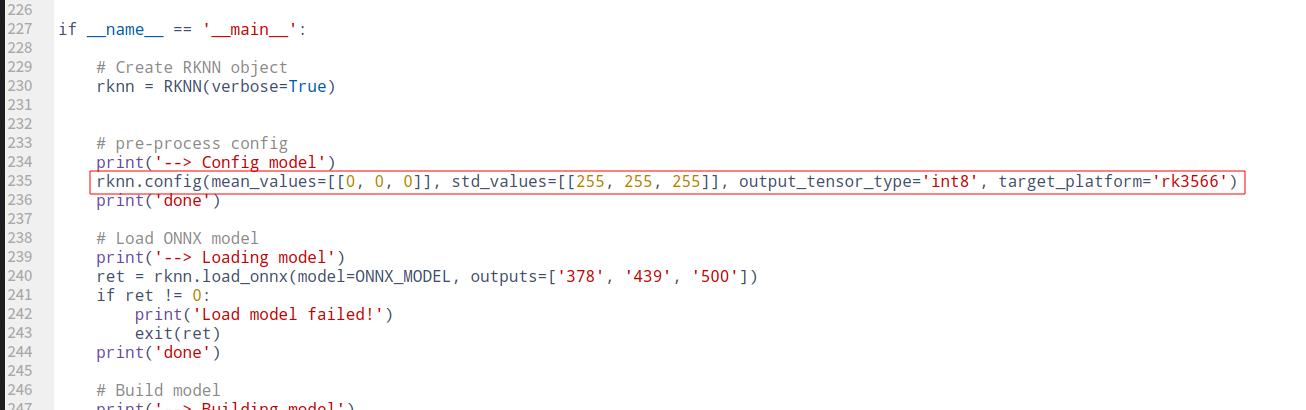 226
227 if __name__ == '__main__':
228
229 # Create RKNN object
230 rknn = RKNN(verbose=True)
231
232
233 # pre-process config
234 print('--> Config model')
235 rknn.config(mean_values=[[0, 0, 0]], std_values=[[255, 255, 255]], output_tensor_type='int8', target_platform='rk3566')
236 print('done')
237
238 # Load ONNX model
239 print('--> Loading model')
240 ret = rknn.load_onnx(model=ONNX_MODEL, outputs=['378', '439', '500'])
241 if ret != 0:
242 print('Load model failed!')
243 exit(ret)
244 print('done')
245
246 # Build model
247 print('--> Building model')